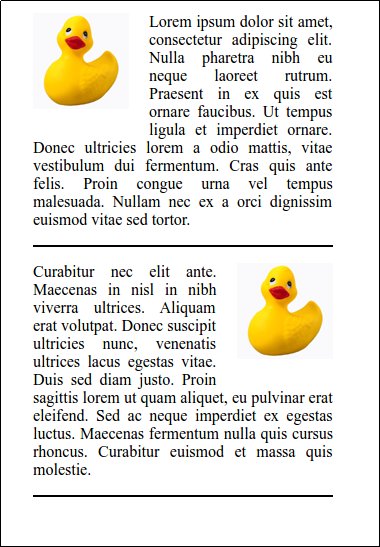 Lorem ipsum dolor sit amet,
consectetur adipiscing elit.
Nulla pharetra nibh eu
neque laoreet rutrum.
Praesent in ex quis est
ornare faucibus. Ut tempus
ligula et imperdiet ornare.
Donec ultricies lorem a odio mattis, vitae
vestibulum dui fermentum. Cras quis ante
felis. Proin congue urna vel tempus
malesuada. Nullam nec ex a orci dignissim
euismod vitae sed tortor.
Curabitur nec elit ante.
Maecenas in nisl in nibh
viverra ultrices. Aliquam
erat volutpat. Donec suscipit
ultricies nunc, venenatis
ultrices lacus egestas vitae.
Duis sed diam justo. Proin
sagittis lorem ut quam aliquet, eu pulvinar erat
eleifend. Sed ac neque imperdiet ex egestas
luctus. Maecenas fermentum nulla quis cursus
rhoncus. Curabitur euismod et massa quis
molestie.